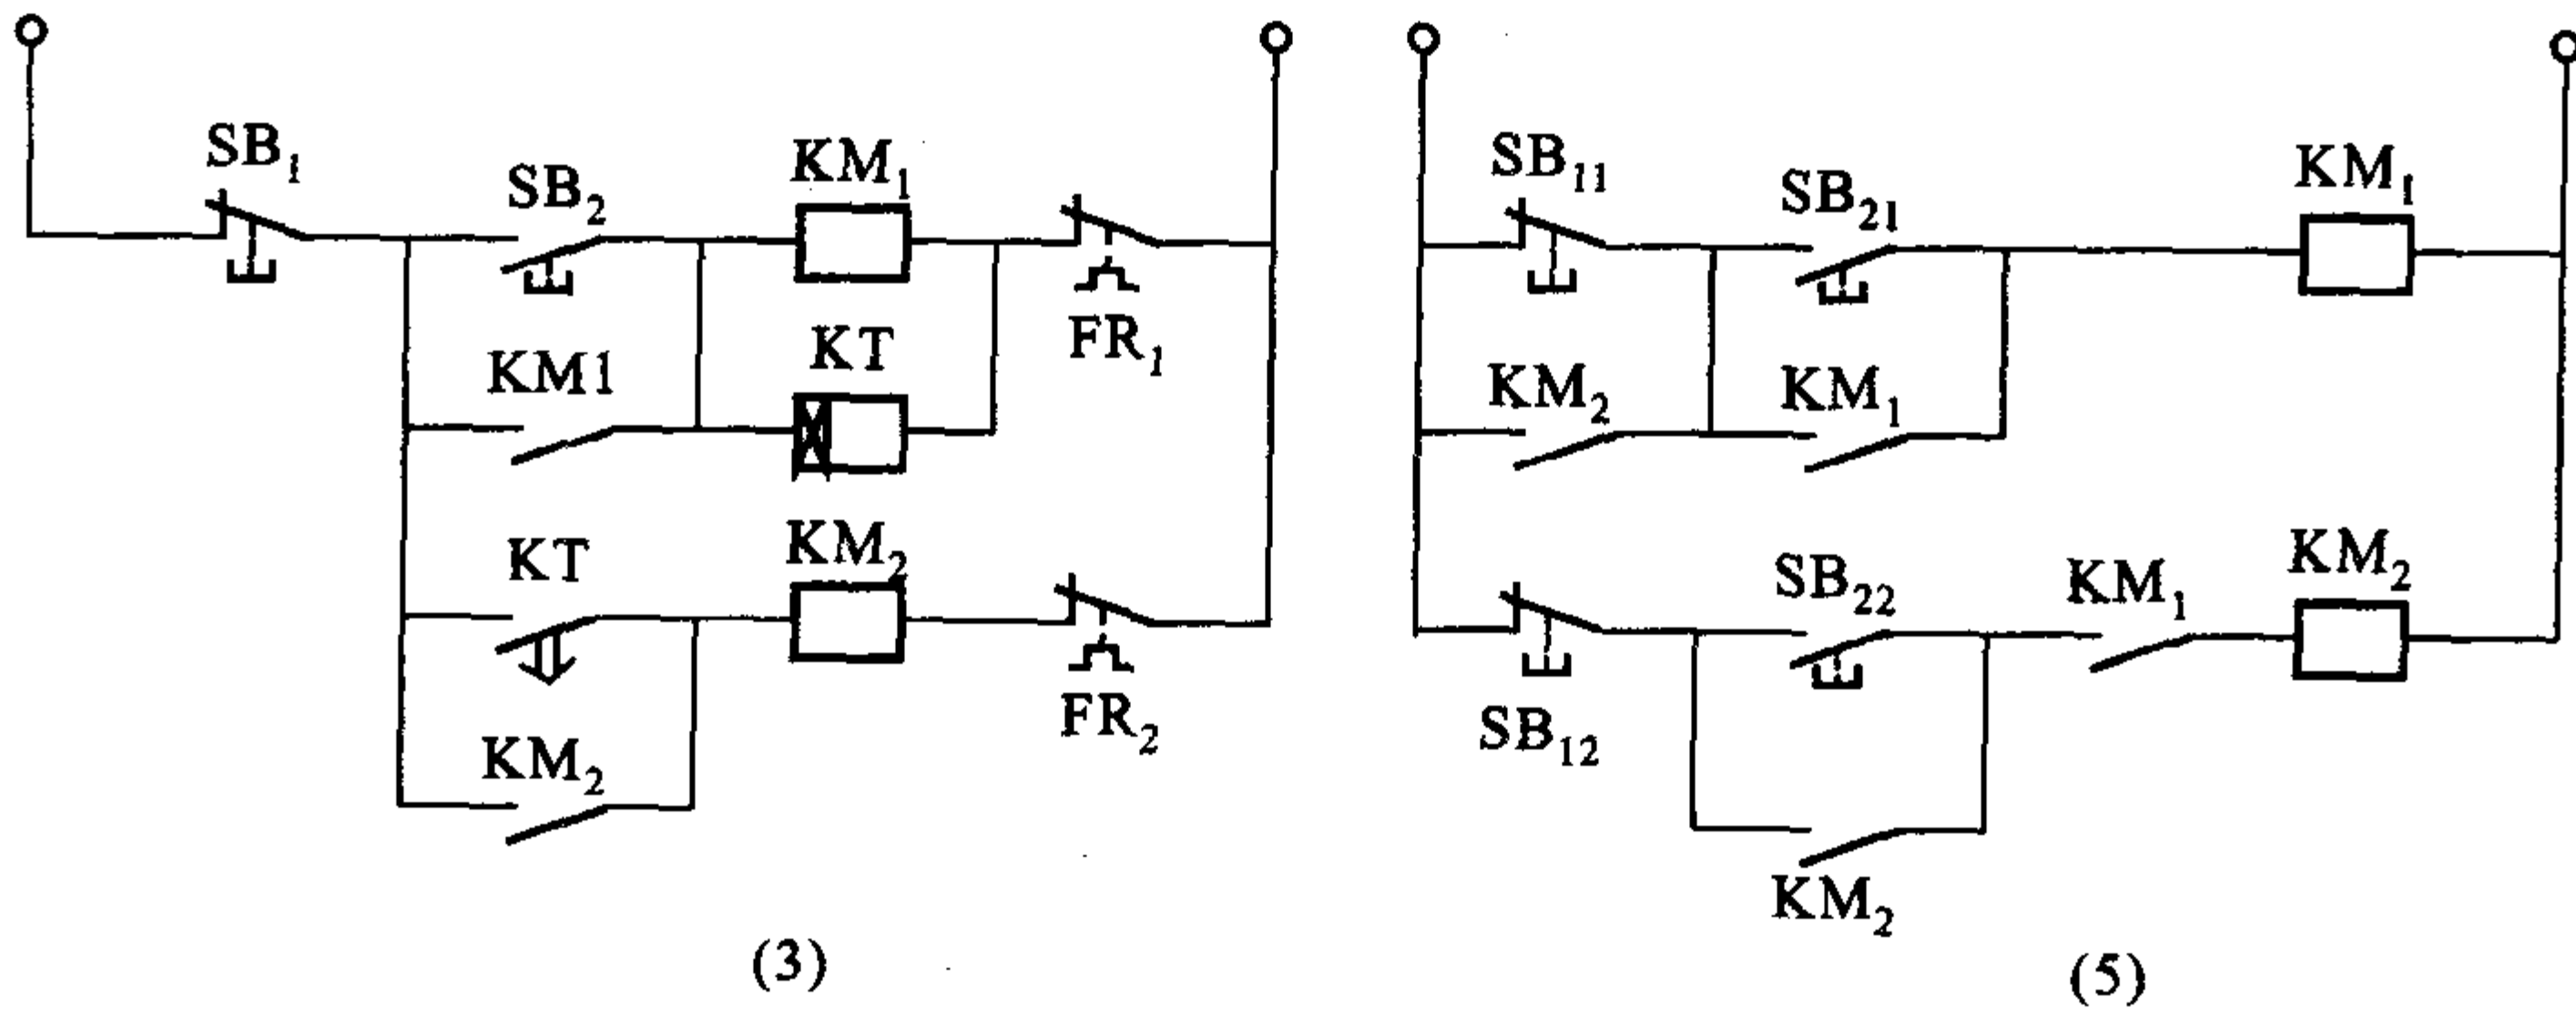 SB₁
SB₂
KM₁
FR₁
KM1
KT
KT
KM₂
FR₂
KM₂
(3)
SB₁₁
SB₂₁
KM₁
KM₂
KM₁
SB₁₂
SB₂₂
KM₁
KM₂
KM₂
(5)